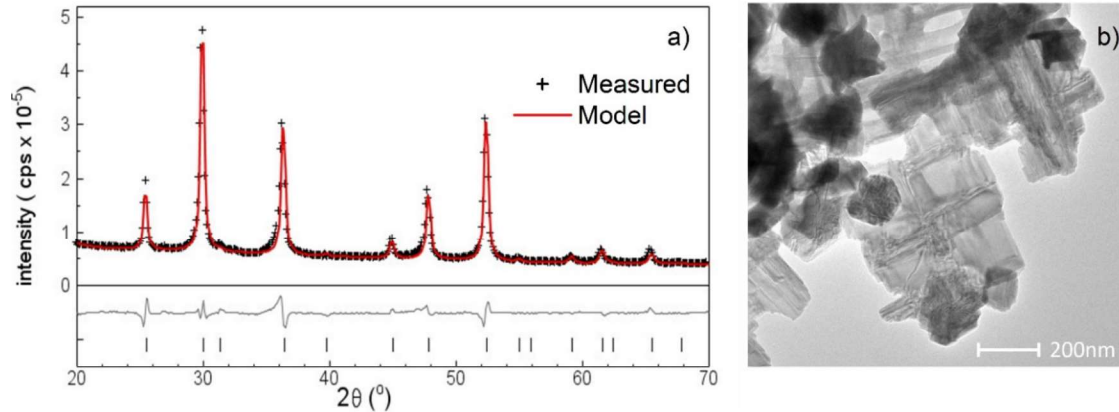 a)
b)
5
4
3
2
1
0
intensity ( cps x 10⁻⁵)
+ Measured
Model
20 30 40 50 60 70
2θ (°)
200nm